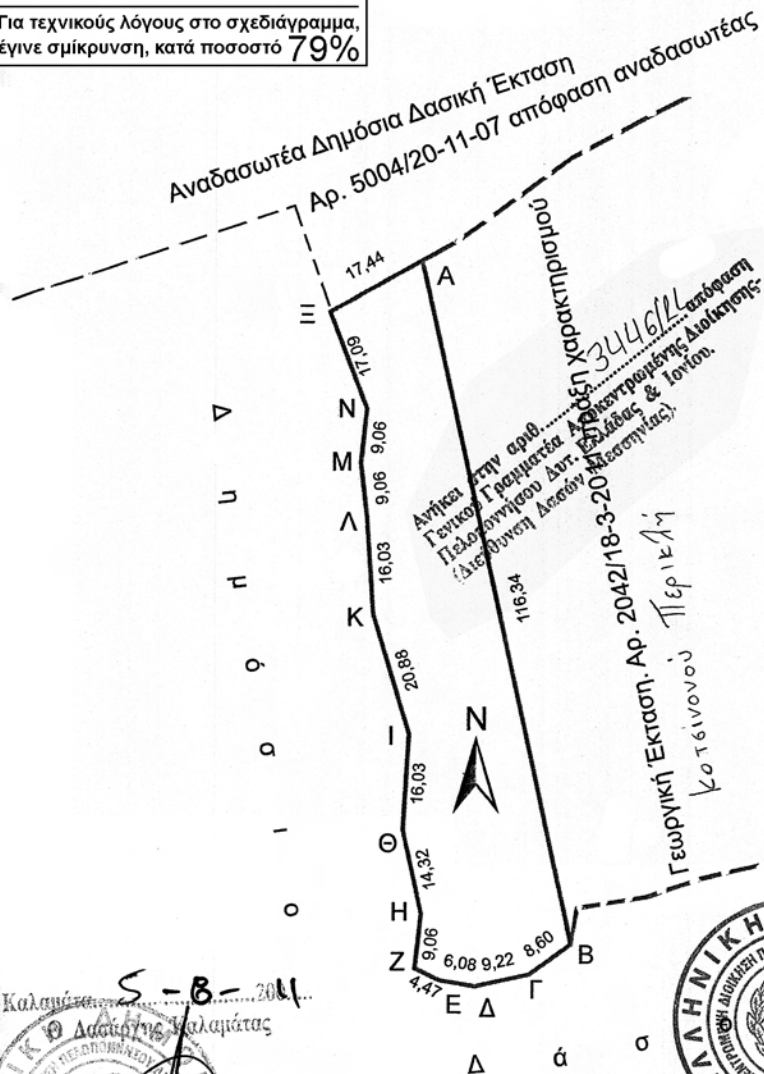 Για τεχνικούς λόγους στο σχεδιάγραμμα,
έγινε σμίκρυνση, κατά ποσοστό 79%
Αναδασωτέα Δημόσια Δασική Έκταση
Αρ. 5004/20-11-07 απόφαση αναδασωτέας
17,44
Α
Ξ
17,09
Ν
9,06
Μ
9,06
Λ
16,03
Κ
20,88
Ι
16,03
Θ
14,32
Η
9,06
Ζ
4,47
Ε
6,08
Δ
9,22
Γ
8,60
Β
116,34
N
Δημόσιο
Δάσο
Γεωργική Έκταση. Αρ. 2042/18-3-2011 πράξη χαρακτηρισμού
Περικλή
Κοτσινονού
Ανήκει στην αριθ. 3446/11 απόφαση
Γενικού Γραμματέα Αποκεντρωμένης Διοίκησης
Πελοποννήσου Δυτ. Ελλάδας & Ιονίου.
(Διεύθυνση Δασών Μεσσηνίας).
Καλαμάτα 5-8-2011
Ο Δασάρχης Καλαμάτας